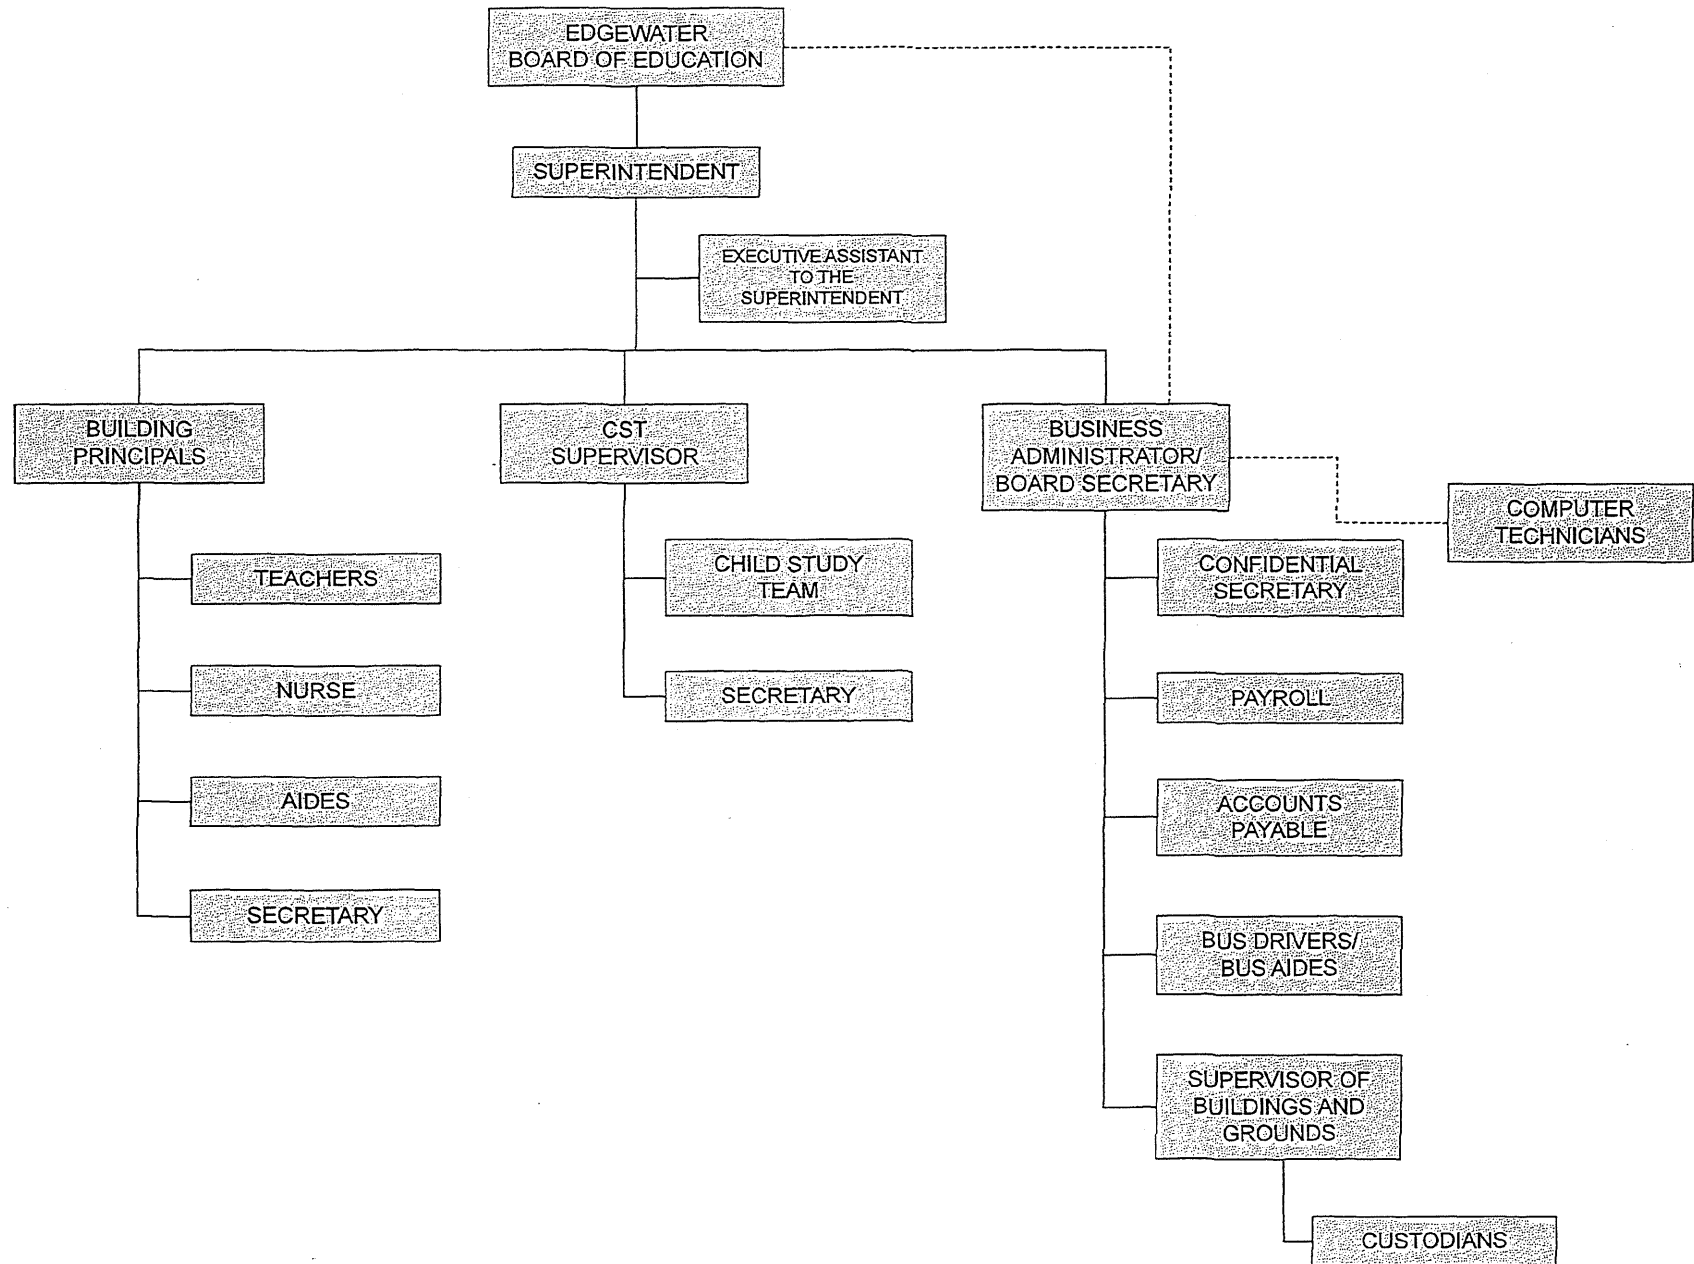 EDGEWATER
BOARD OF EDUCATION
SUPERINTENDENT
EXECUTIVE ASSISTANT
TO THE
SUPERINTENDENT
BUILDING
PRINCIPALS
TEACHERS
NURSE
AIDES
SECRETARY
CST
SUPERVISOR
CHILD STUDY
TEAM
SECRETARY
BUSINESS
ADMINISTRATOR/
BOARD SECRETARY
COMPUTER
TECHNICIANS
CONFIDENTIAL
SECRETARY
PAYROLL
ACCOUNTS
PAYABLE
BUS DRIVERS/
BUS AIDES
SUPERVISOR OF
BUILDINGS AND
GROUNDS
CUSTODIANS